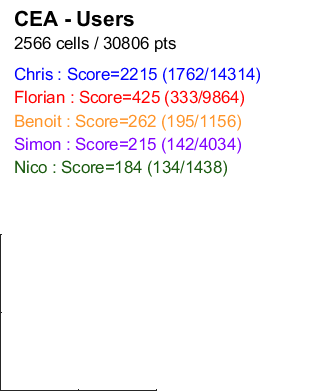 CEA - Users
2566 cells / 30806 pts
Chris : Score=2215 (1762/14314)
Florian : Score=425 (333/9864)
Benoit : Score=262 (195/1156)
Simon : Score=215 (142/4034)
Nico : Score=184 (134/1438)